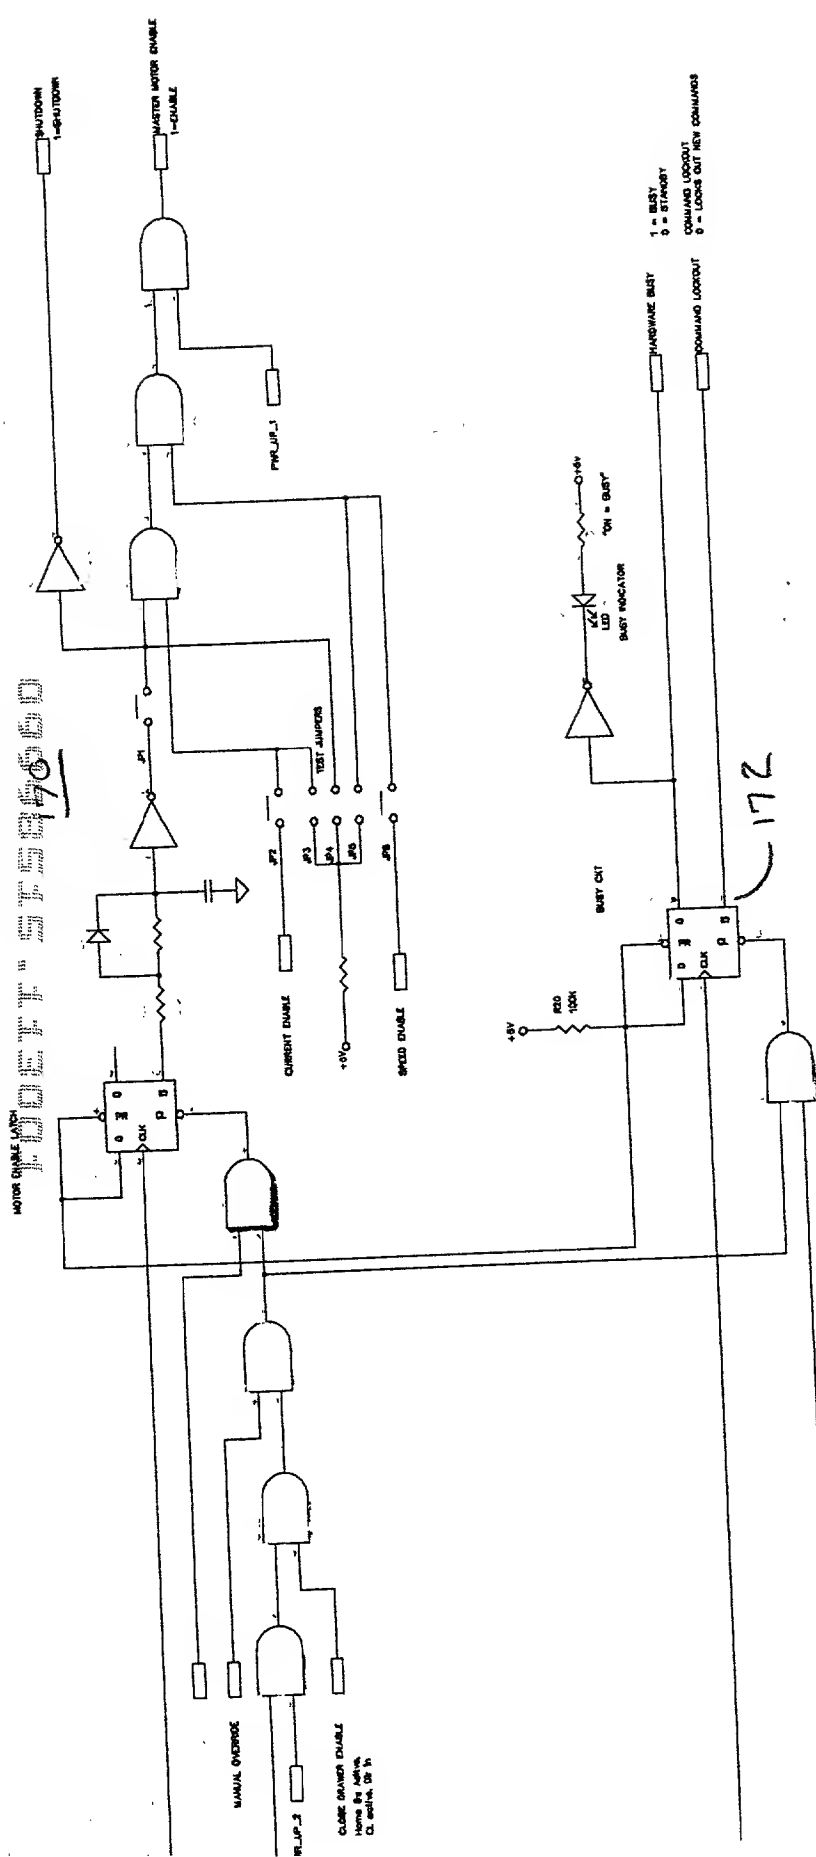 SHUTDOWN
1=SHUTDOWN
MASTER MOTOR ENABLE
1=ENABLE
PWR_UP_1
JP1
TEST JUMPERS
JP2
JP3
JP4
JP5
JP6
CURRENT ENABLE
+5V
SPEED ENABLE
MOTOR ENABLE LATCH
D
Q
CLK
MANUAL OVERRIDE
CLOSE DRAWER ENABLE
HARDWARE BUSY
1 = BUSY
0 = STANDBY
COMMAND LOCKOUT
COMMAND LOCKOUT
0 = LOCKS OUT NEW COMMANDS
+5V
"ON = BUSY"
LED
BUSY INDICATOR
BUSY CKT
172
D
Q
CLK
+5V
R20
100K